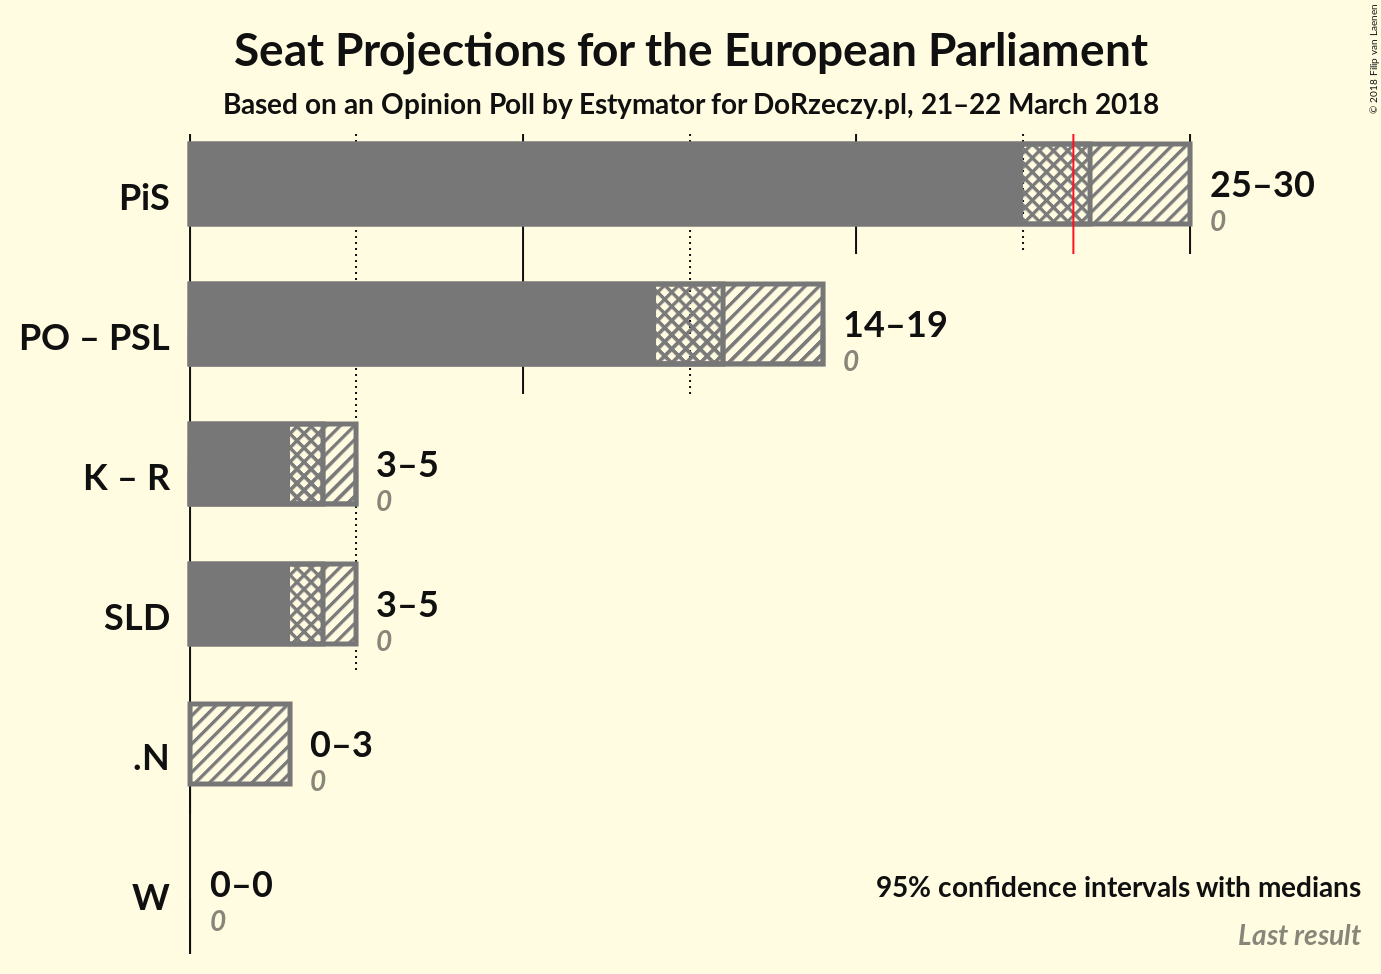 Seat Projections for the European Parliament
Based on an Opinion Poll by Estymator for DoRzeczy.pl, 21–22 March 2018
© 2018 Filip van Laenen
PiS
25–30
0
PO – PSL
14–19
0
K – R
3–5
0
SLD
3–5
0
.N
0–3
0
W
0–0
0
95% confidence intervals with medians
Last result